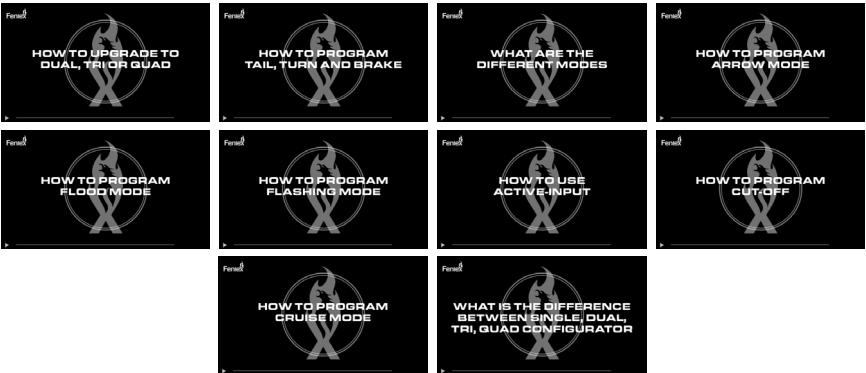 Feniex
HOW TO UPGRADE TO
DUAL, TRI OR QUAD
Feniex
HOW TO PROGRAM
TAIL, TURN AND BRAKE
Feniex
WHAT ARE THE
DIFFERENT MODES
Feniex
HOW TO PROGRAM
ARROW MODE
Feniex
HOW TO PROGRAM
FLOOD MODE
Feniex
HOW TO PROGRAM
FLASHING MODE
Feniex
HOW TO USE
ACTIVE-INPUT
Feniex
HOW TO PROGRAM
CUT-OFF
Feniex
HOW TO PROGRAM
CRUISE MODE
Feniex
WHAT IS THE DIFFERENCE
BETWEEN SINGLE, DUAL,
TRI, QUAD CONFIGURATOR